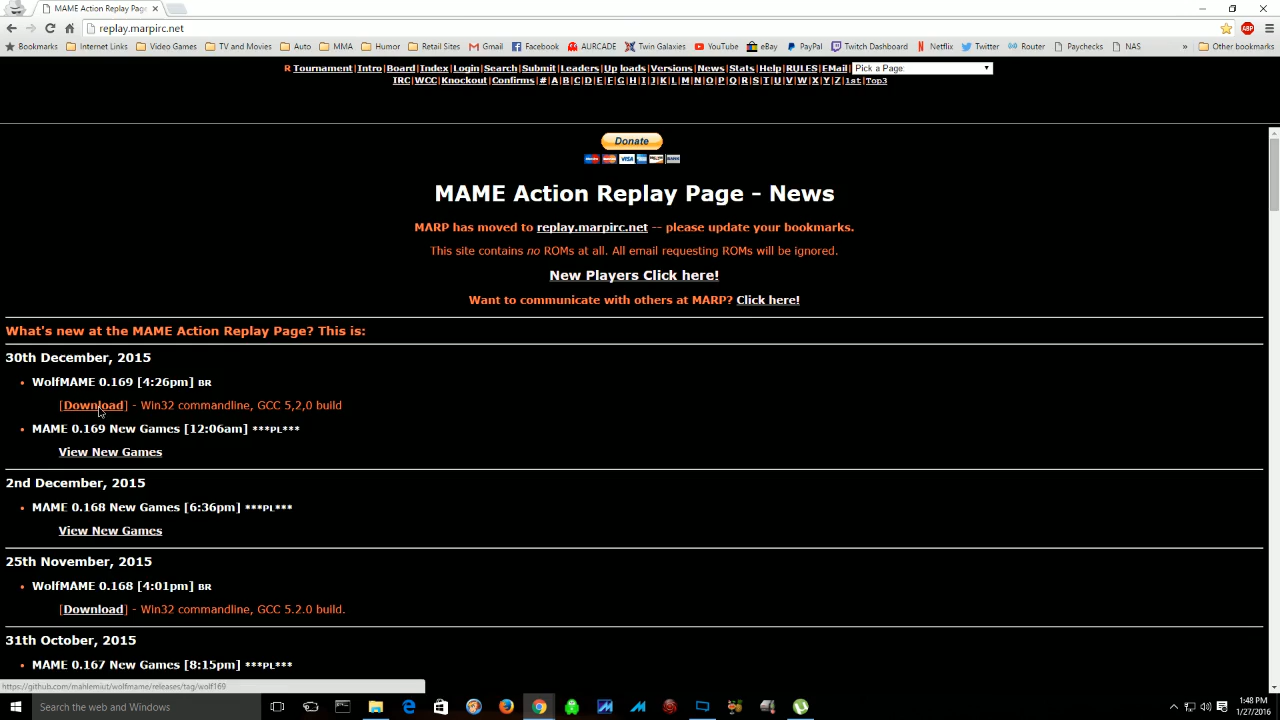 MAME Action Replay Page
replay.marpirc.net
Bookmarks Internet Links Video Games TV and Movies Auto MMA Humor Retail Sites Gmail Facebook AURCADE Twin Galaxies YouTube eBay PayPal Twitch Dashboard Netflix Twitter Router Paychecks NAS » Other bookmarks
R Tournament|Intro|Board|Index|Login|Search|Submit|Leaders|Up loads|Versions|News|Stats|Help|RULES|EMail| Pick a Page:
IRC|WCC|Knockout|Confirms|#|A|B|C|D|E|F|G|H|I|J|K|L|M|N|O|P|Q|R|S|T|U|V|W|X|Y|Z|1st|Top3
Donate
VISA
BANK
MAME Action Replay Page - News
MARP has moved to replay.marpirc.net -- please update your bookmarks.
This site contains no ROMs at all. All email requesting ROMs will be ignored.
New Players Click here!
Want to communicate with others at MARP? Click here!
What's new at the MAME Action Replay Page? This is:
30th December, 2015
• WolfMAME 0.169 [4:26pm] BR
[Download] - Win32 commandline, GCC 5,2,0 build
• MAME 0.169 New Games [12:06am] ***PL***
View New Games
2nd December, 2015
• MAME 0.168 New Games [6:36pm] ***PL***
View New Games
25th November, 2015
• WolfMAME 0.168 [4:01pm] BR
[Download] - Win32 commandline, GCC 5.2.0 build.
31th October, 2015
• MAME 0.167 New Games [8:15pm] ***PL***
https://github.com/mahlemiut/wolfmame/releases/tag/wolf169
Search the web and Windows
1:48 PM
1/27/2016